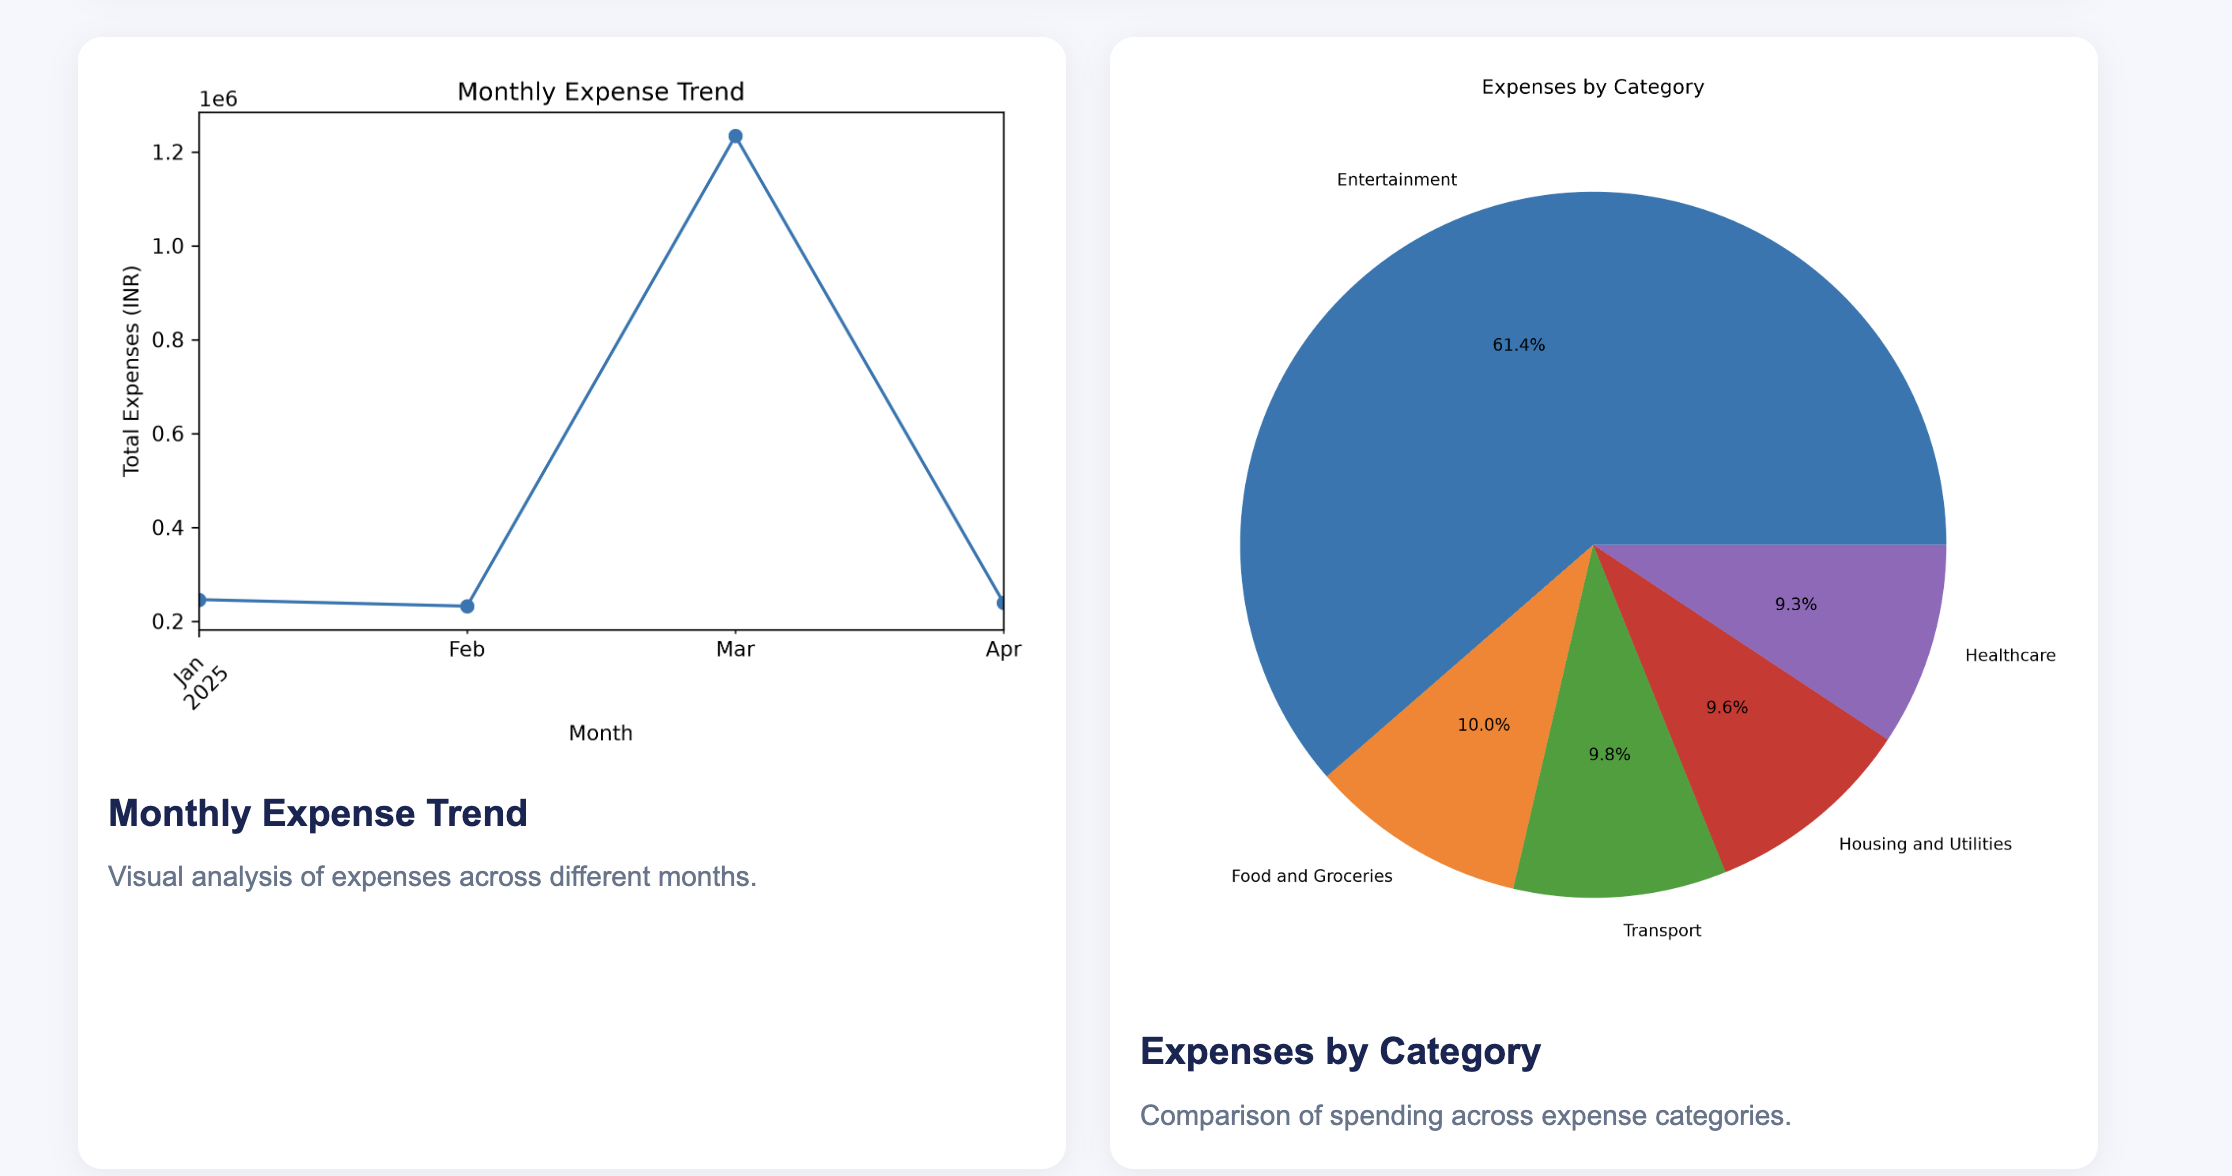 Monthly Expense Trend
1e6
1.2
1.0
0.8
0.6
0.4
0.2
Total Expenses (INR)
Jan
2025
Feb
Mar
Apr
Month
Monthly Expense Trend
Visual analysis of expenses across different months.
Expenses by Category
Entertainment
61.4%
10.0%
9.8%
9.6%
9.3%
Healthcare
Housing and Utilities
Food and Groceries
Transport
Expenses by Category
Comparison of spending across expense categories.